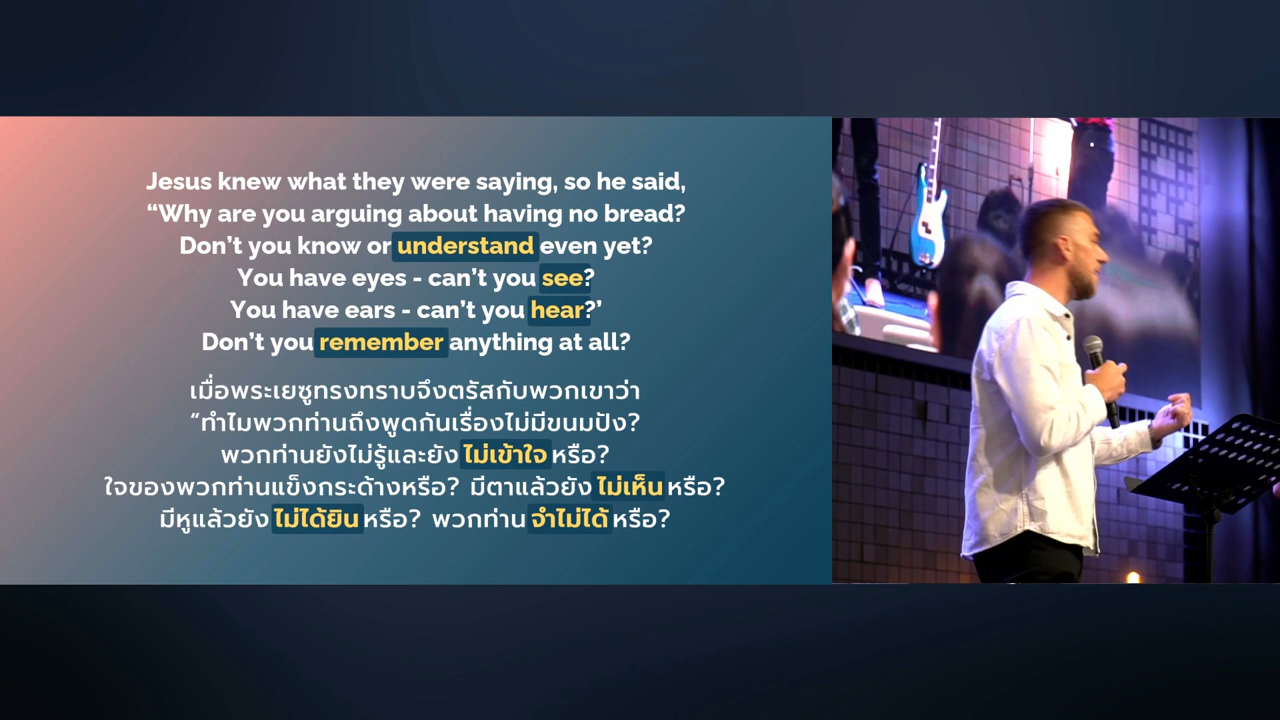 Jesus knew what they were saying, so he said,
“Why are you arguing about having no bread?
Don’t you know or understand even yet?
You have eyes - can’t you see?
You have ears - can’t you hear?’
Don’t you remember anything at all?
เมื่อพระเยซูทรงทราบจึงตรัสกับพวกเขาว่า
“ทำไมพวกท่านถึงพูดกันเรื่องไม่มีขนมปัง?
พวกท่านยังไม่รู้และยังไม่เข้าใจหรือ?
ใจของพวกท่านแข็งกระด้างหรือ? มีตาแล้วยังไม่เห็นหรือ?
มีหูแล้วยังไม่ได้ยินหรือ? พวกท่านจำไม่ได้หรือ?